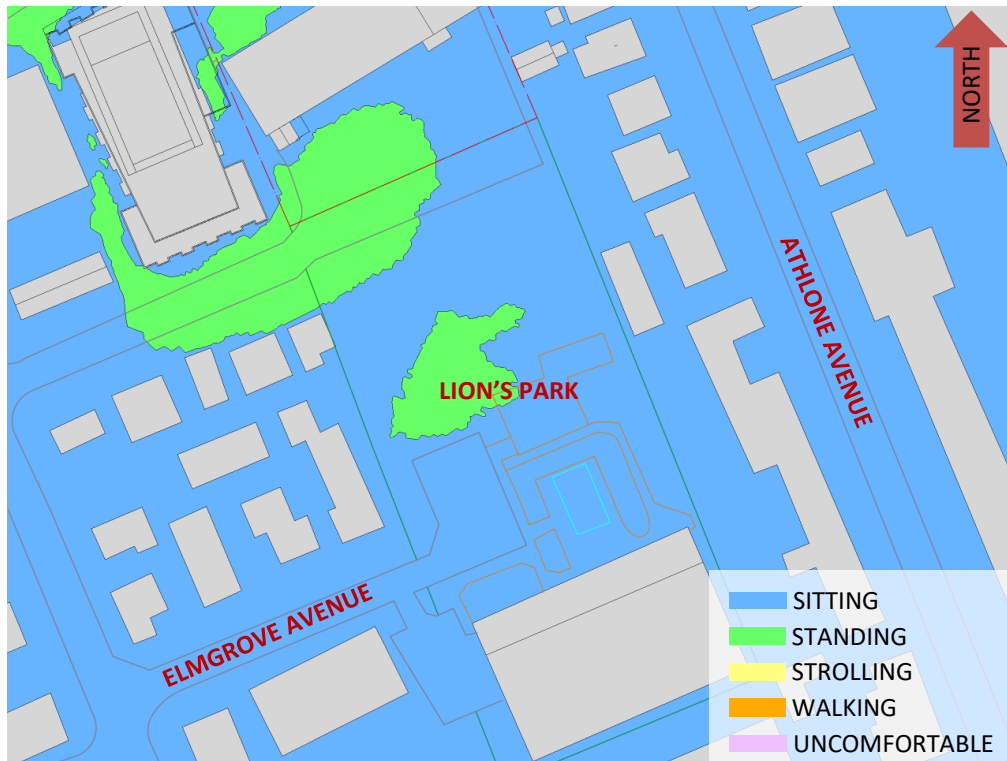 NORTH
ATHLONE AVENUE
LION'S PARK
ELMGROVE AVENUE
SITTING
STANDING
STROLLING
WALKING
UNCOMFORTABLE